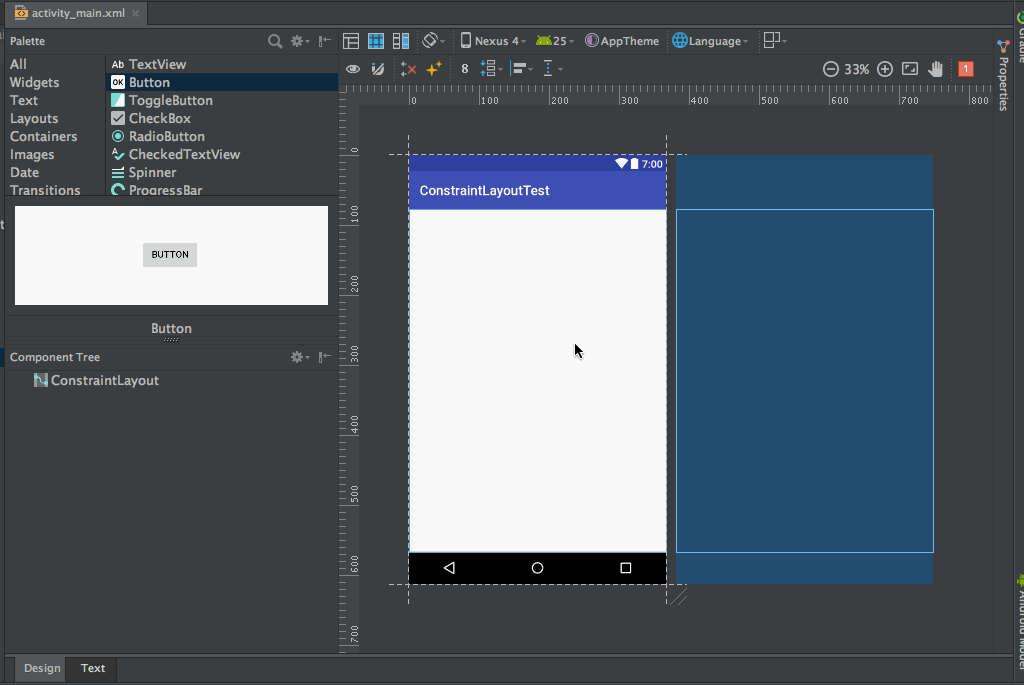 activity_main.xml
Palette
Nexus 4
25
AppTheme
Language
All
Widgets
Text
Layouts
Containers
Images
Date
Transitions
Ab TextView
OK Button
ToggleButton
CheckBox
RadioButton
CheckedTextView
Spinner
ProgressBar
8
33%
1
Properties
0 100 200 300 400 500 600 700 800
0 100 200 300 400 500 600 700
BUTTON
Button
Component Tree
ConstraintLayout
7:00
ConstraintLayoutTest
Android Model
Design
Text